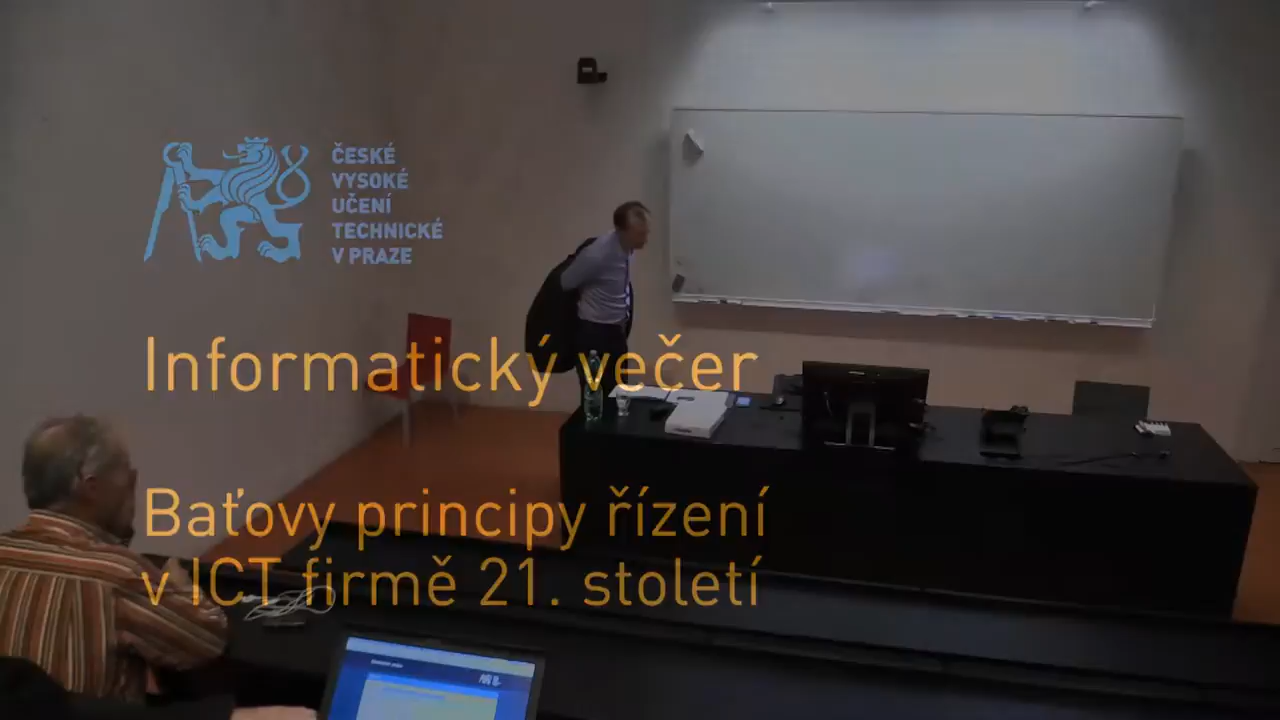 ČESKÉ
VYSOKÉ
UČENÍ
TECHNICKÉ
V PRAZE
Informatický večer
Baťovy principy řízení
v ICT firmě 21. století